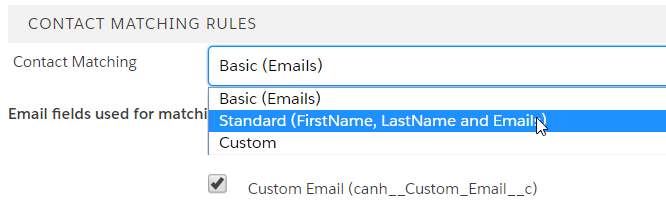 CONTACT MATCHING RULES
Contact Matching
Basic (Emails)
Basic (Emails)
Email fields used for matchi
Standard (FirstName, LastName and Emails)
Custom
Custom Email (canh__Custom_Email__c)